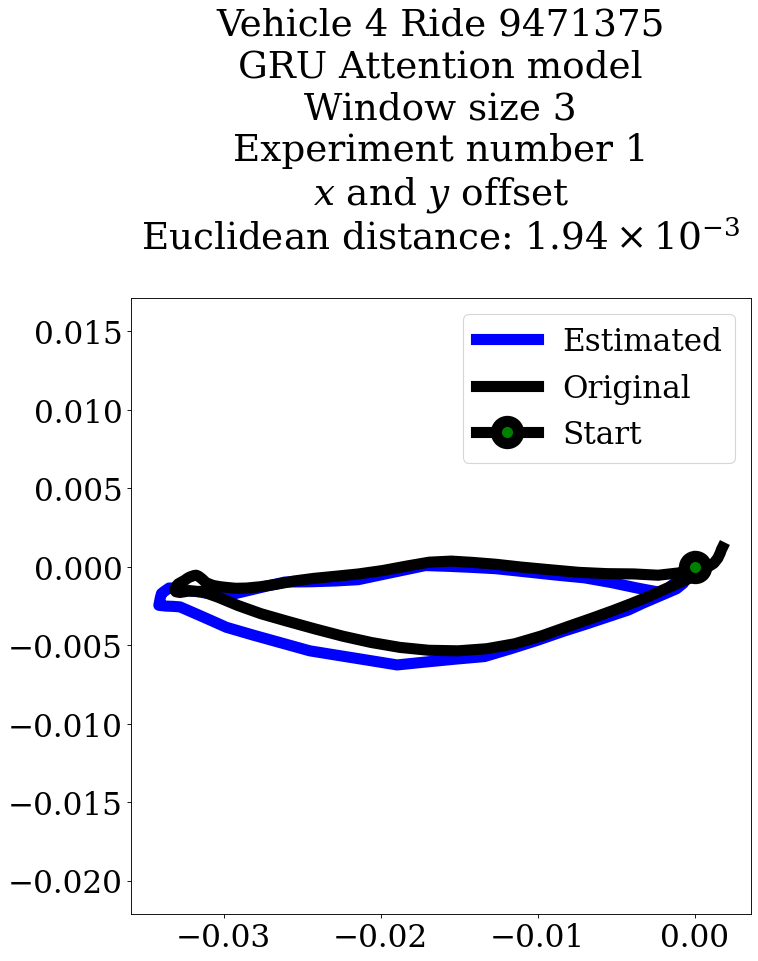 Vehicle 4 Ride 9471375
GRU Attention model
Window size 3
Experiment number 1
x and y offset
Euclidean distance: 1.94 × 10⁻³
Estimated
Original
Start
0.015
0.010
0.005
0.000
−0.005
−0.010
−0.015
−0.020
−0.03 −0.02 −0.01 0.00